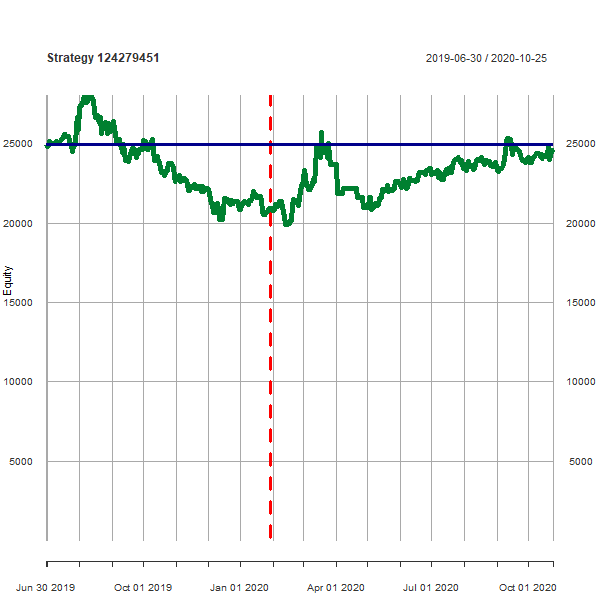 Strategy 124279451
2019-06-30 / 2020-10-25
25000
25000
20000
20000
15000
15000
10000
10000
5000
5000
Equity
Jun 30 2019
Oct 01 2019
Jan 01 2020
Apr 01 2020
Jul 01 2020
Oct 01 2020